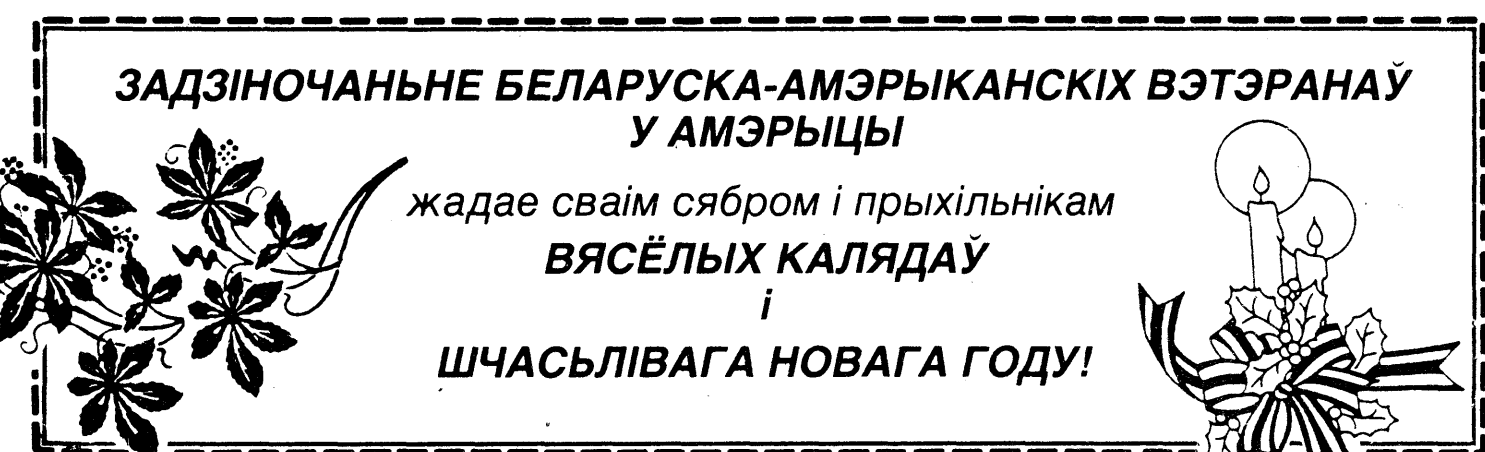 ЗАДЗІНОЧАНЬНЕ БЕЛАРУСКА-АМЭРЫКАНСКІХ ВЭТЭРАНАЎ
У АМЭРЫЦЫ
жадае сваім сябром і прыхільнікам
ВЯСЁЛЫХ КАЛЯДАЎ
і
ШЧАСЬЛІВАГА НОВАГА ГОДУ!